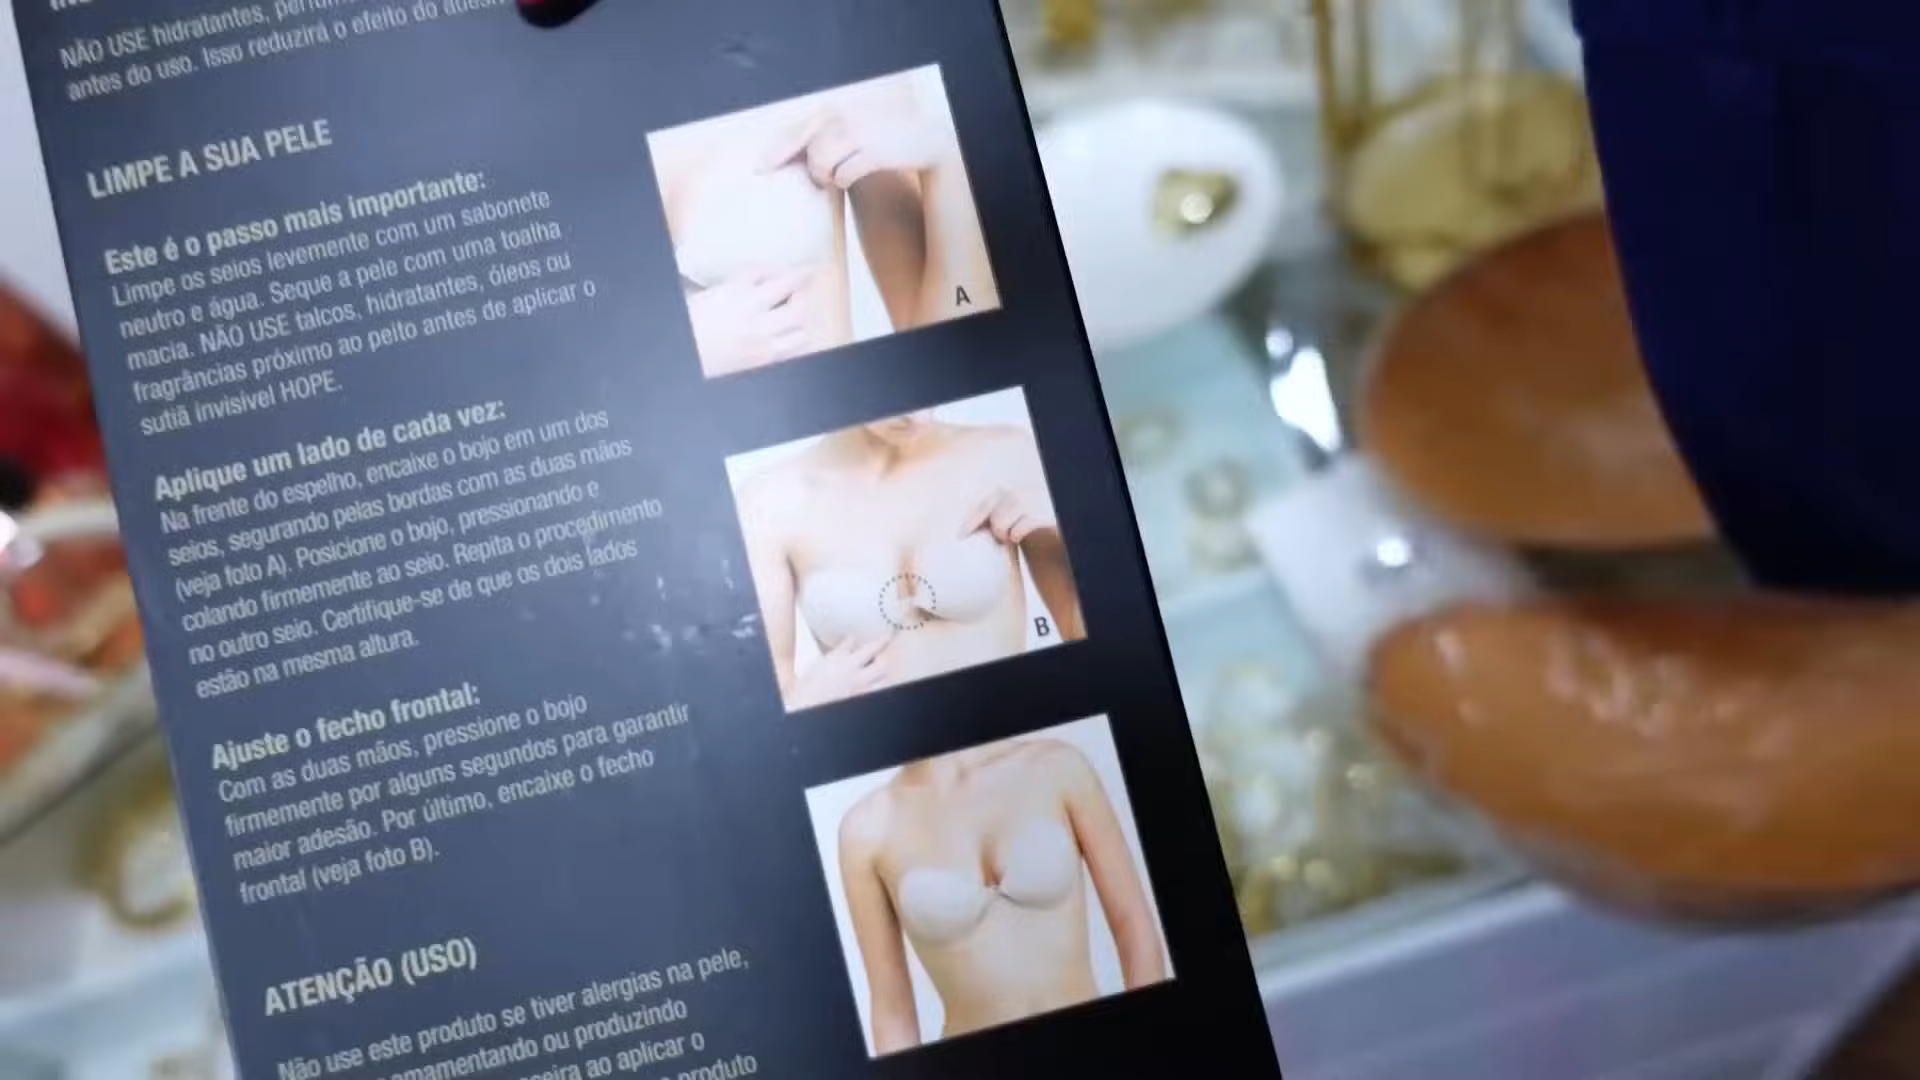 NÃO USE hidratantes,
antes do uso. Isso reduzirá o efeito do
LIMPE A SUA PELE
Este é o passo mais importante:
Limpe os seios levemente com um sabonete
neutro e água. Seque a pele com uma toalha
macia. NÃO USE talcos, hidratantes, óleos ou
fragrâncias próximo ao peito antes de aplicar o
sutiã invisível HOPE.
Aplique um lado de cada vez:
Na frente do espelho, encaixe o bojo em um dos
seios, segurando pelas bordas com as duas mãos
(veja foto A). Posicione o bojo, pressionando e
colando firmemente ao seio. Repita o procedimento
no outro seio. Certifique-se de que os dois lados
estão na mesma altura.
Ajuste o fecho frontal:
Com as duas mãos, pressione o bojo
firmemente por alguns segundos para garantir
maior adesão. Por último, encaixe o fecho
frontal (veja foto B).
ATENÇÃO (USO)
Não use este produto se tiver alergias na pele,
ou produzindo
ao aplicar o
produto
A
B